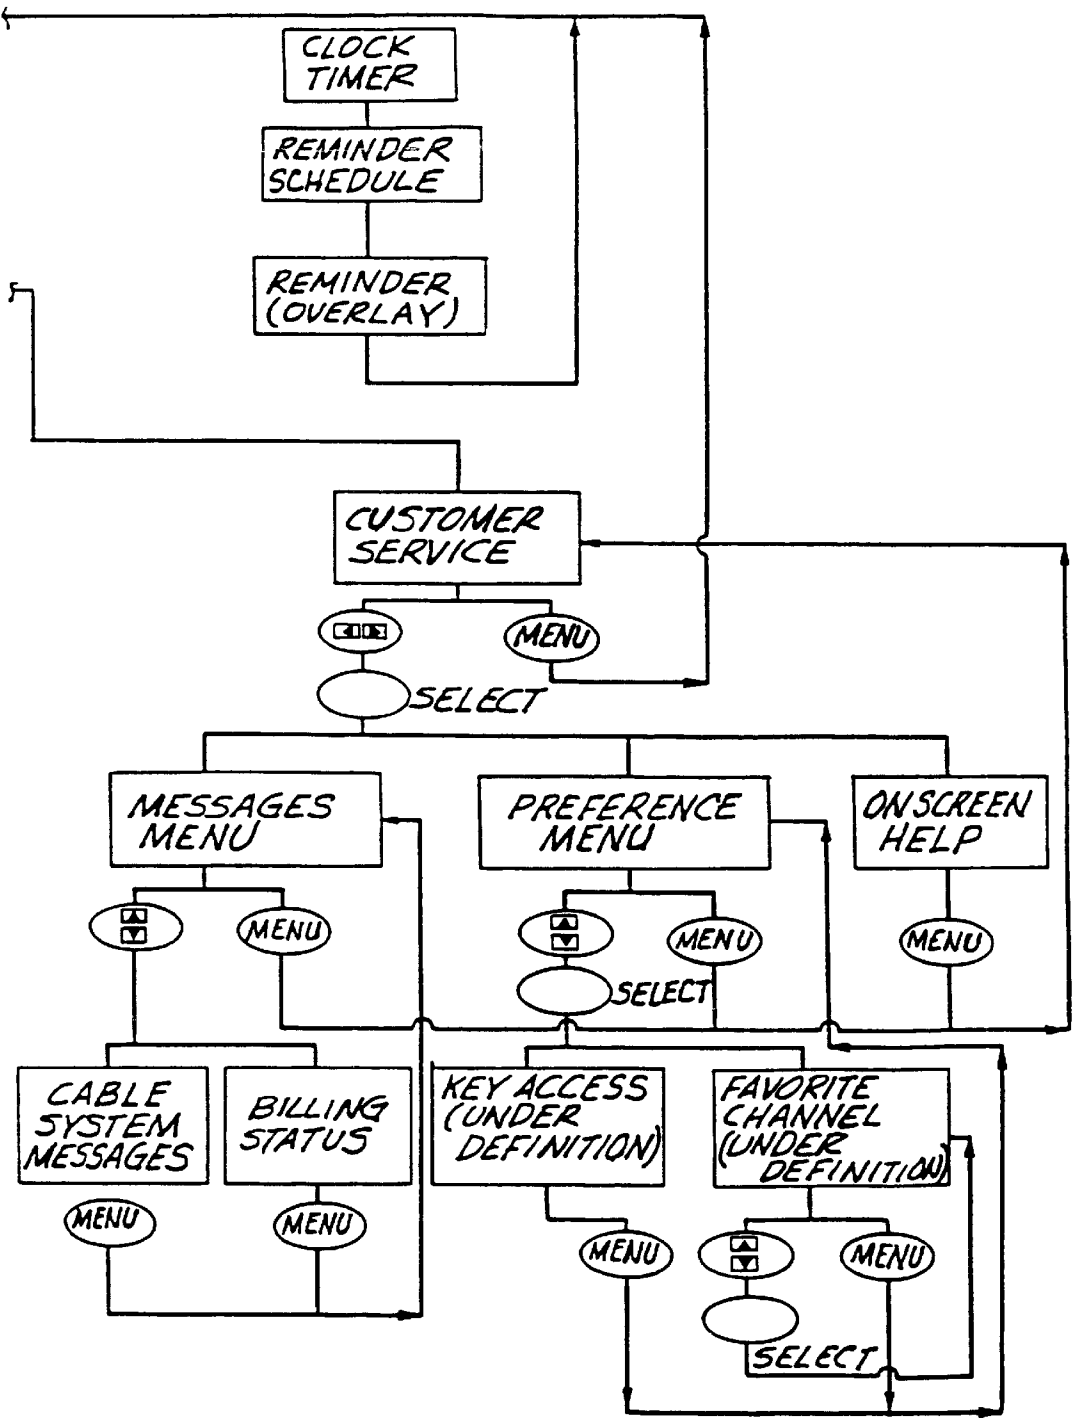 CLOCK
TIMER
REMINDER
SCHEDULE
REMINDER
(OVERLAY)
CUSTOMER
SERVICE
MENU
SELECT
MESSAGES
MENU
PREFERENCE
MENU
ON SCREEN
HELP
MENU
MENU
MENU
SELECT
CABLE
SYSTEM
MESSAGES
BILLING
STATUS
KEY ACCESS
(UNDER
DEFINITION)
FAVORITE
CHANNEL
(UNDER
DEFINITION)
MENU
MENU
MENU
MENU
SELECT